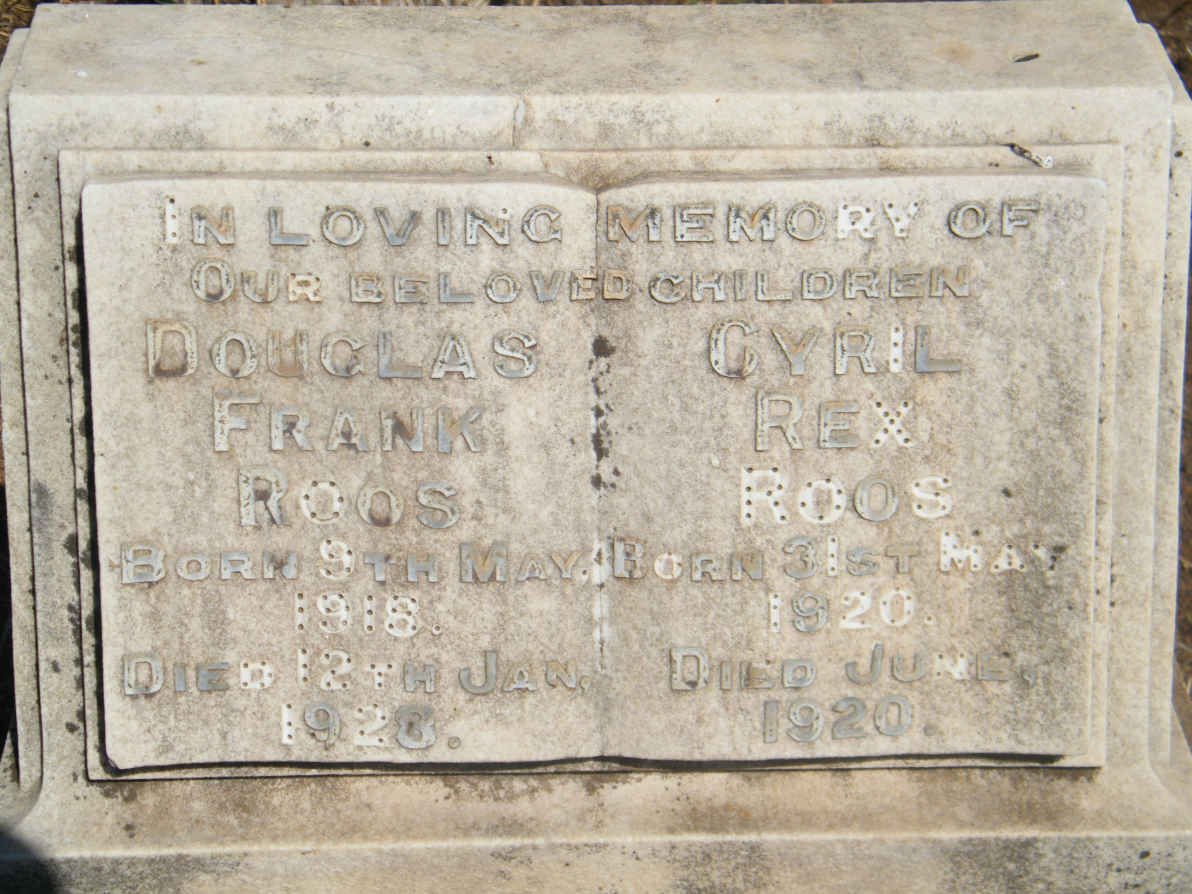 IN LOVING MEMORY OF
OUR BELOVED CHILDREN
DOUGLAS
FRANK
ROOS
BORN 9TH MAY,
1918.
DIED 12TH JAN,
1928.
CYRIL
REX
ROOS
BORN 31ST MAY,
1920.
DIED JUNE,
1920.